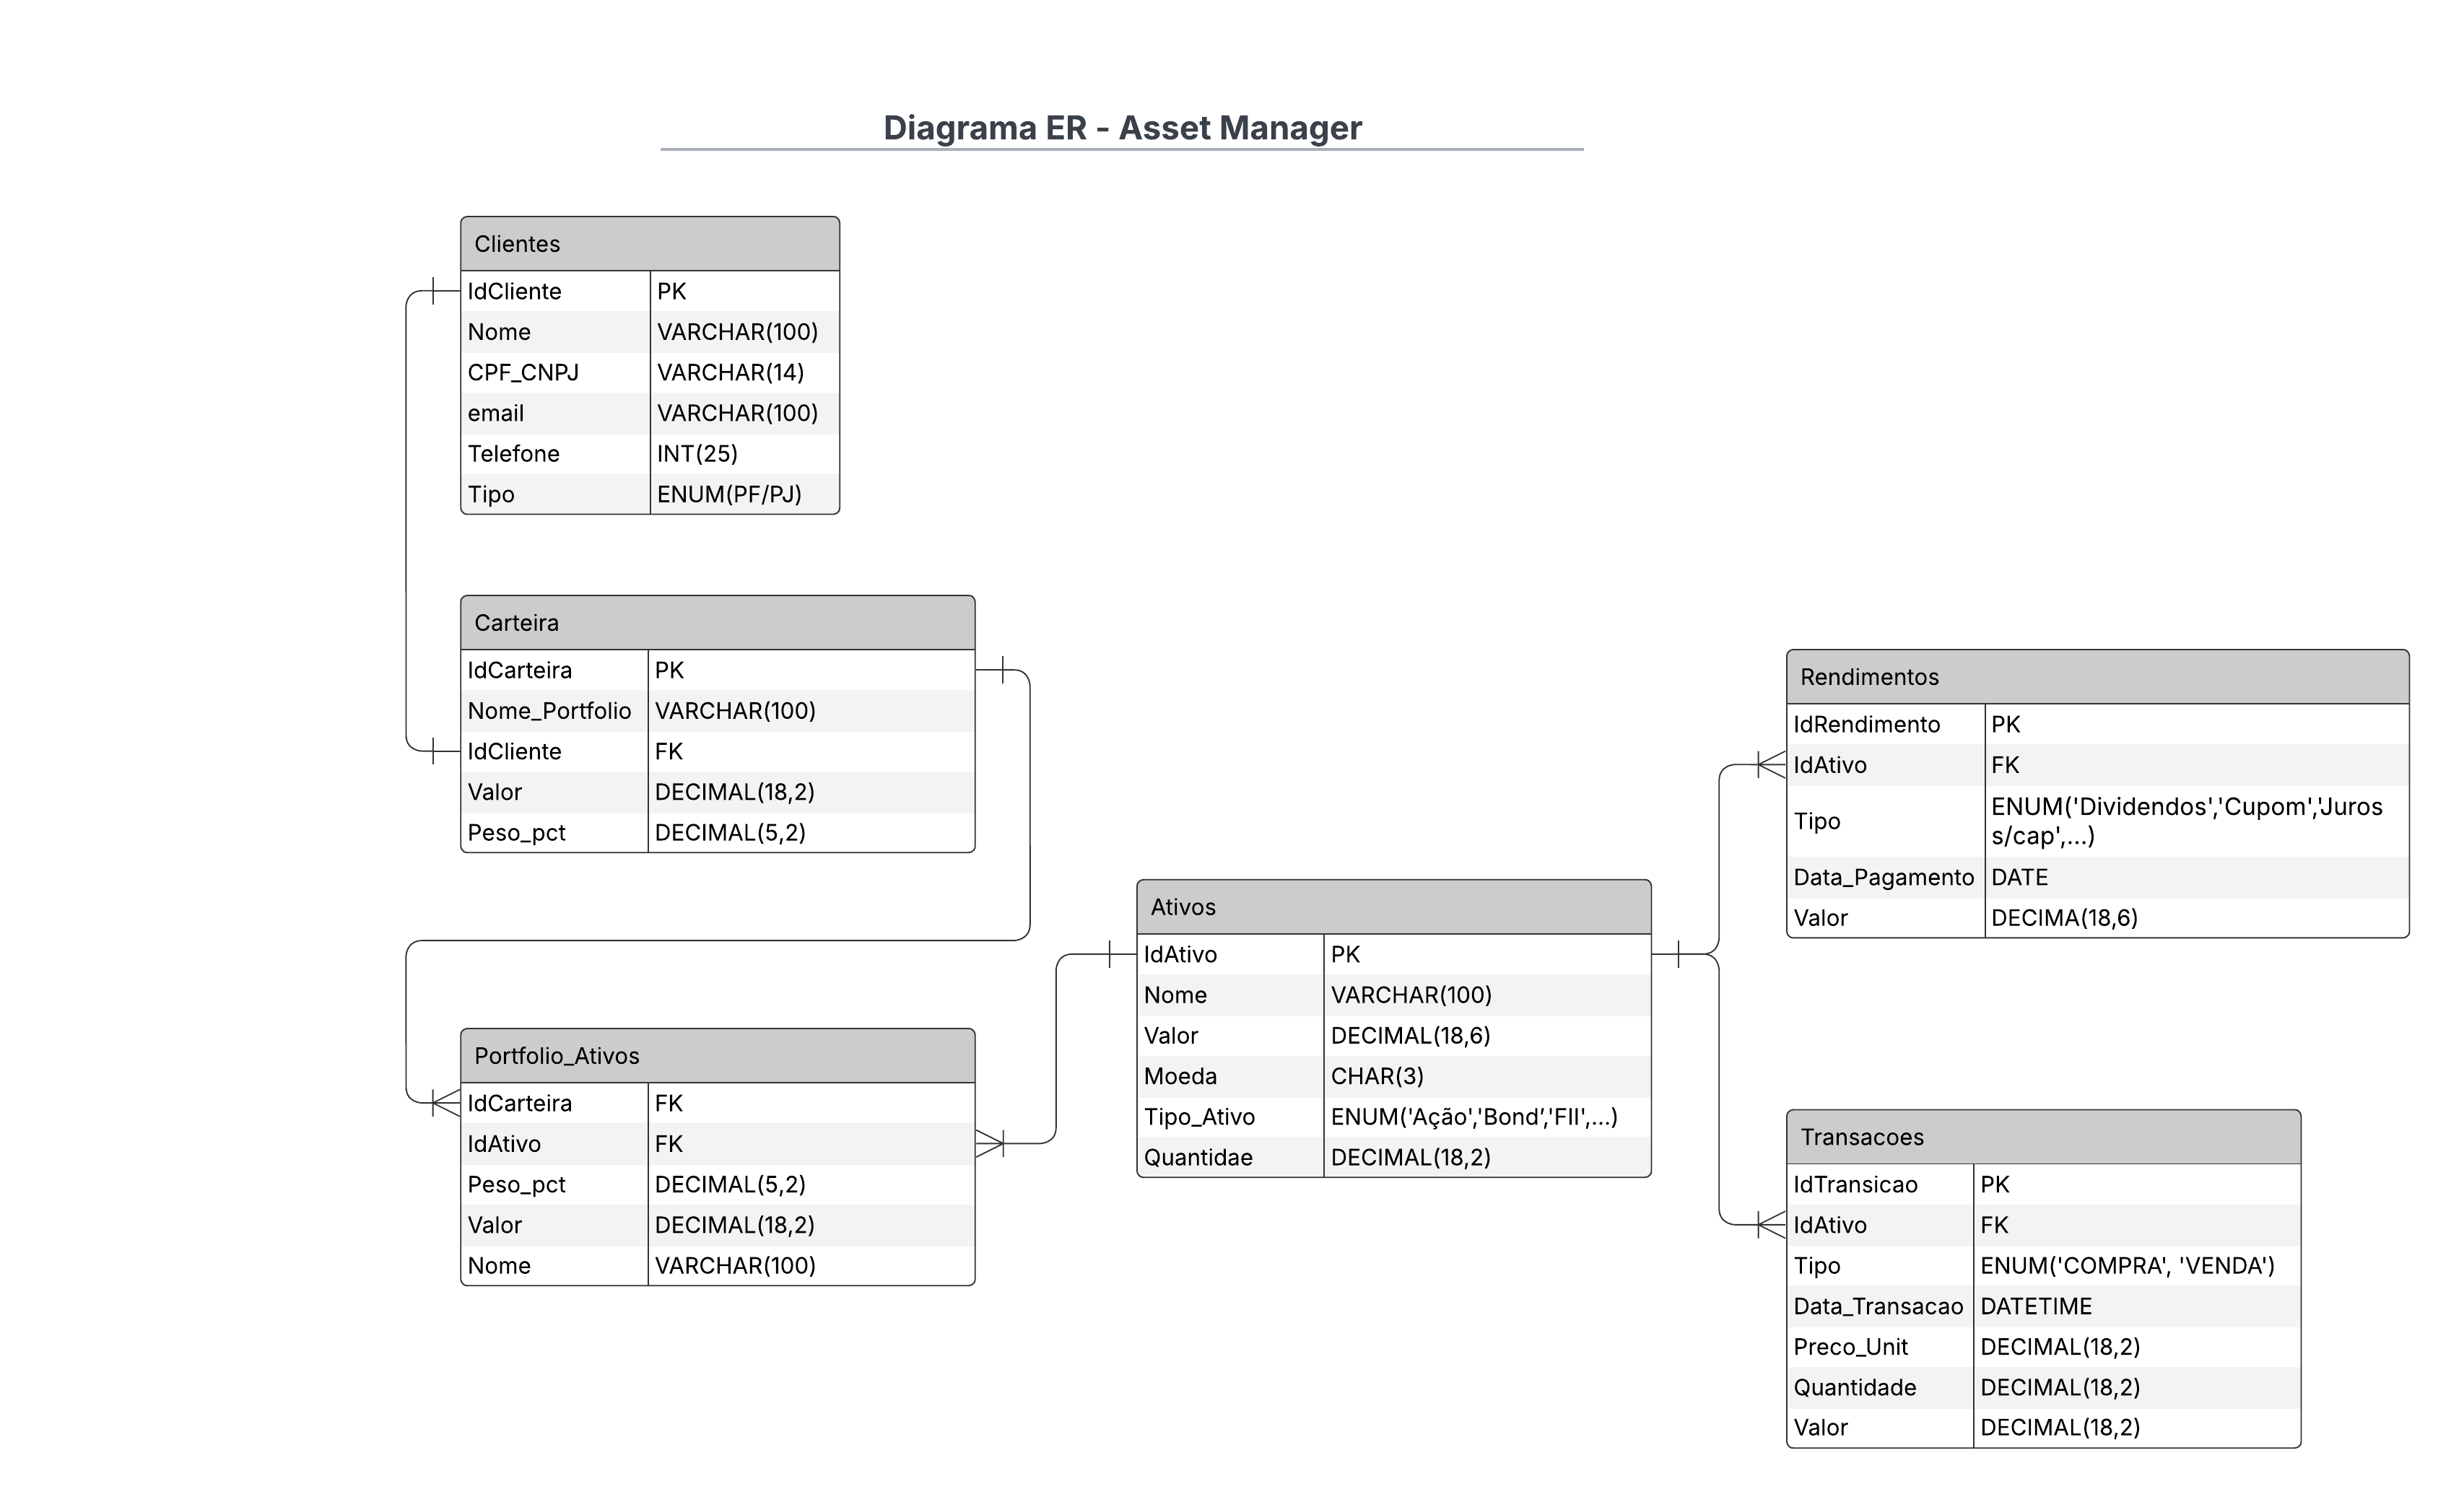 Diagrama ER - Asset Manager
Clientes
IdCliente PK
Nome VARCHAR(100)
CPF_CNPJ VARCHAR(14)
email VARCHAR(100)
Telefone INT(25)
Tipo ENUM(PF/PJ)
Carteira
IdCarteira PK
Nome_Portfolio VARCHAR(100)
IdCliente FK
Valor DECIMAL(18,2)
Peso_pct DECIMAL(5,2)
Portfolio_Ativos
IdCarteira FK
IdAtivo FK
Peso_pct DECIMAL(5,2)
Valor DECIMAL(18,2)
Nome VARCHAR(100)
Ativos
IdAtivo PK
Nome VARCHAR(100)
Valor DECIMAL(18,6)
Moeda CHAR(3)
Tipo_Ativo ENUM('Ação','Bond','FII',...)
Quantidae DECIMAL(18,2)
Rendimentos
IdRendimento PK
IdAtivo FK
Tipo ENUM('Dividendos','Cupom','Juros
s/cap',...)
Data_Pagamento DATE
Valor DECIMA(18,6)
Transacoes
IdTransicao PK
IdAtivo FK
Tipo ENUM('COMPRA', 'VENDA')
Data_Transacao DATETIME
Preco_Unit DECIMAL(18,2)
Quantidade DECIMAL(18,2)
Valor DECIMAL(18,2)